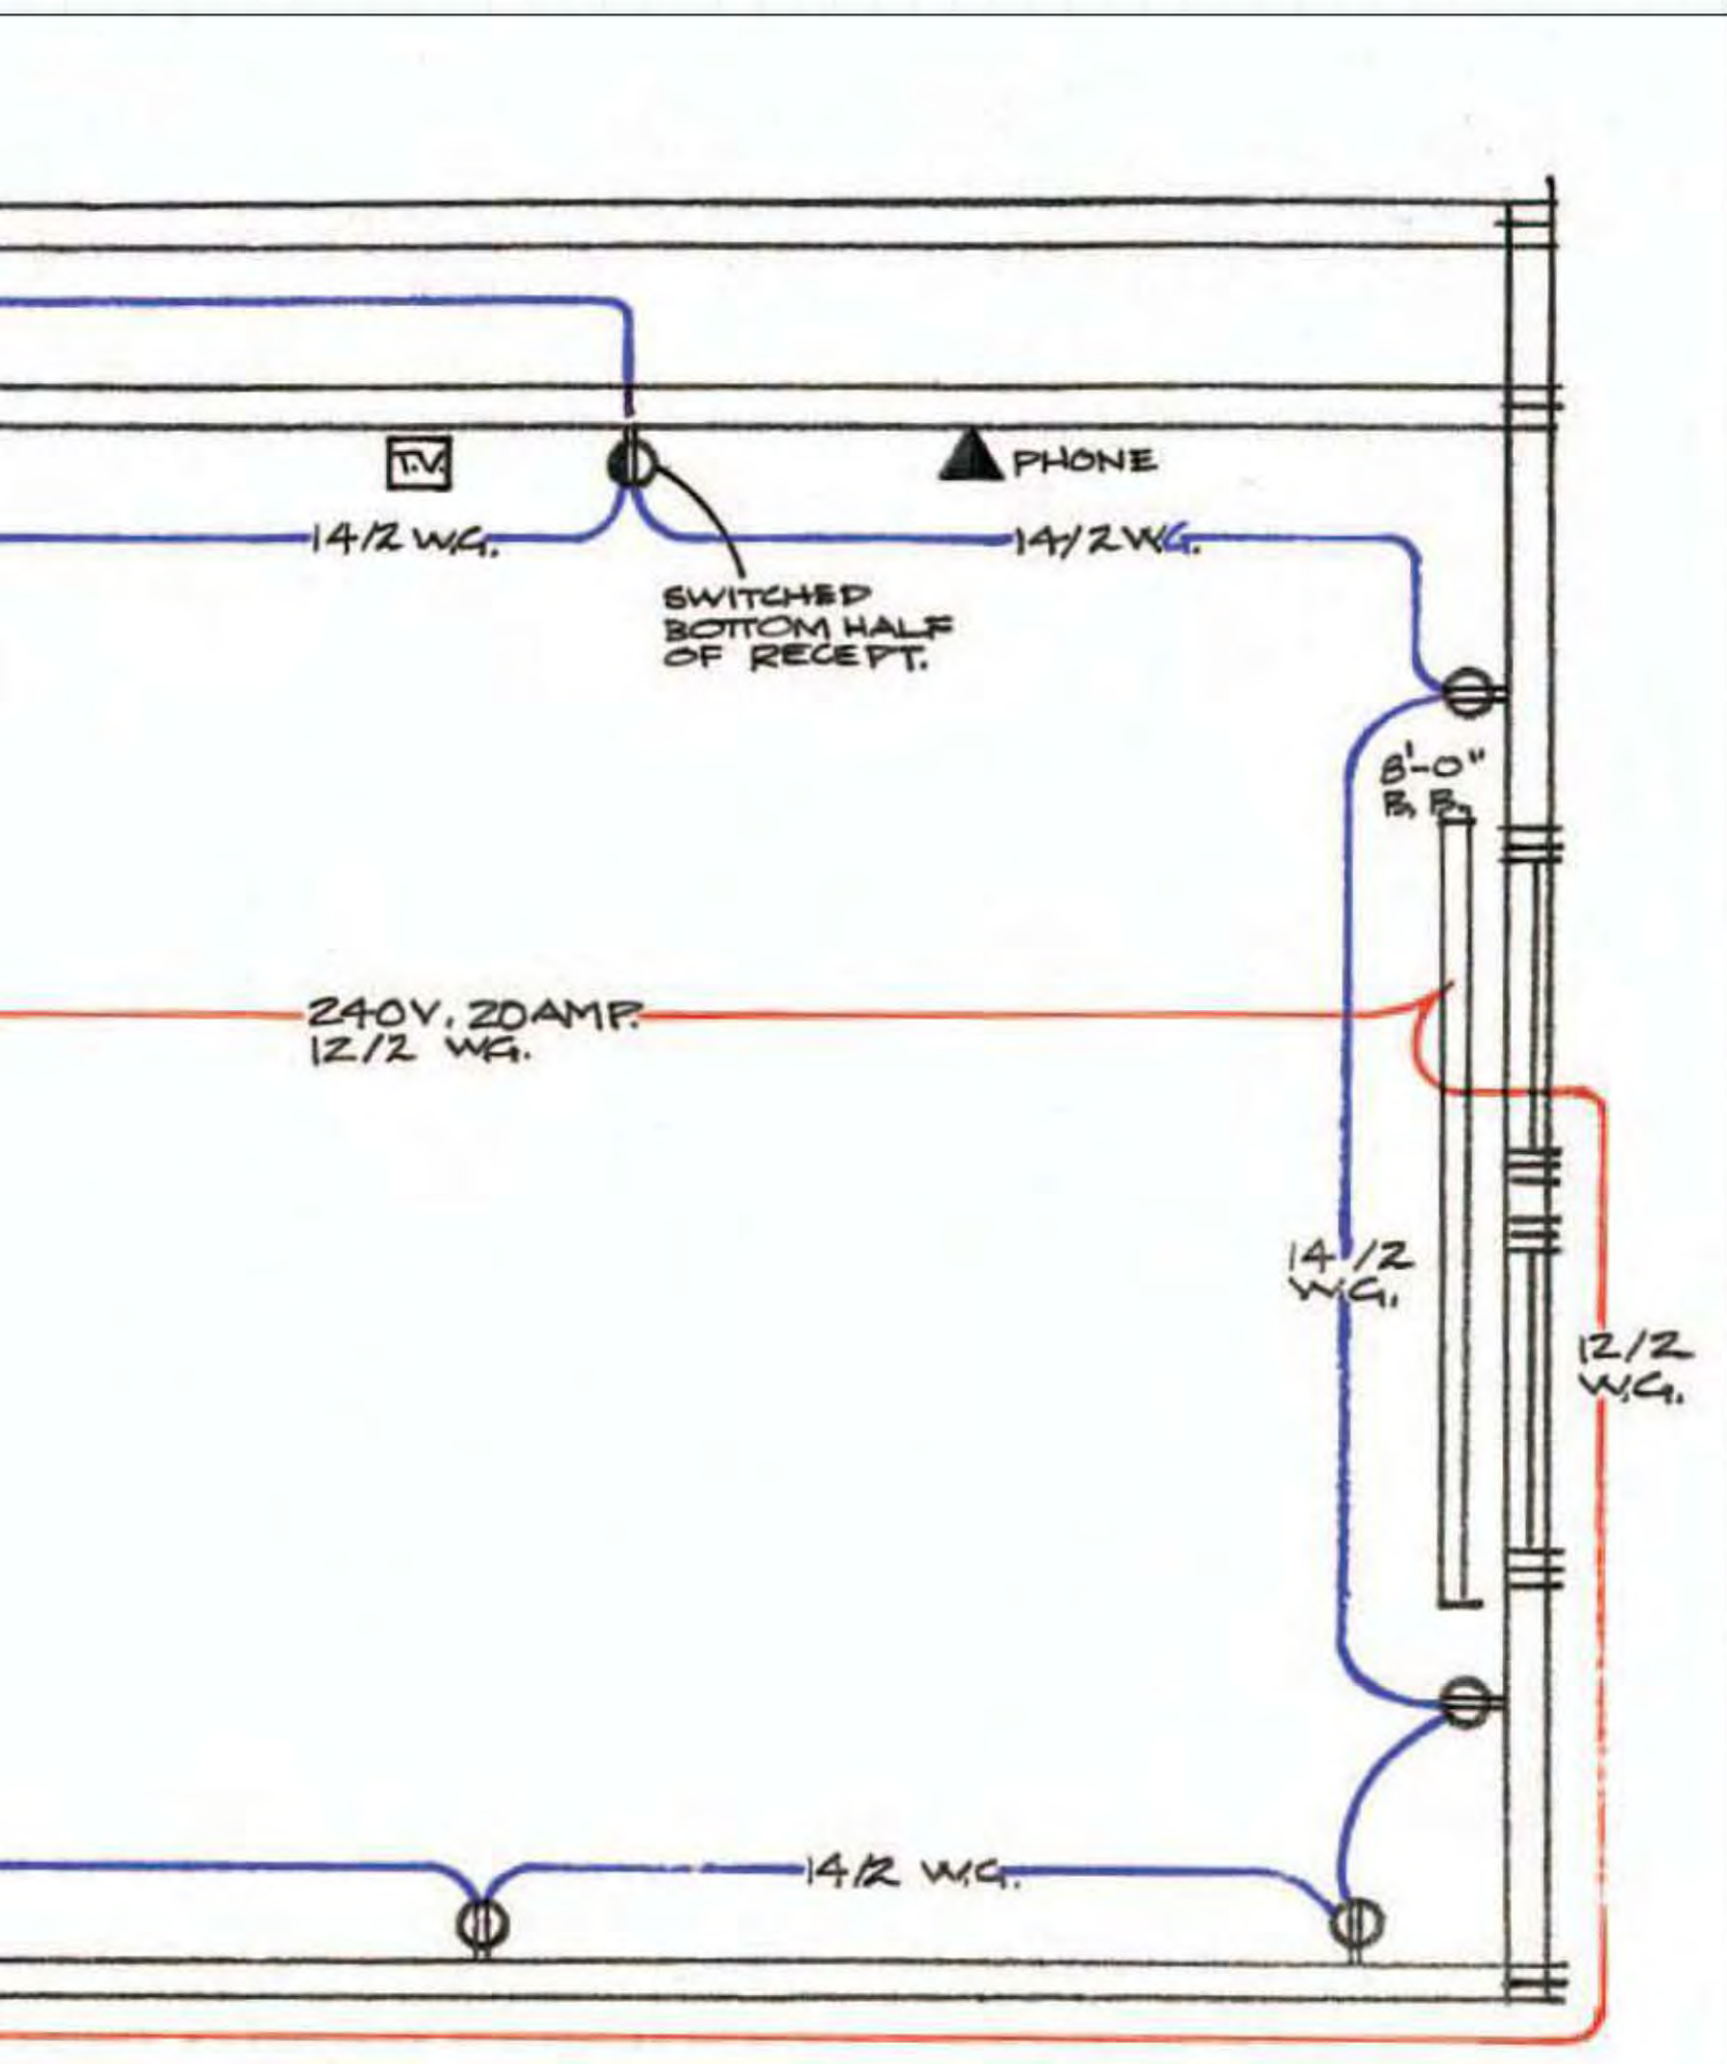 T.V.
PHONE
14/2 W.G.
14/2 W.G.
SWITCHED
BOTTOM HALF
OF RECEPT.
8'-0"
B.B.
240V. 20AMP.
12/2 WG.
14/2
W.G.
12/2
W.G.
14/2 W.G.